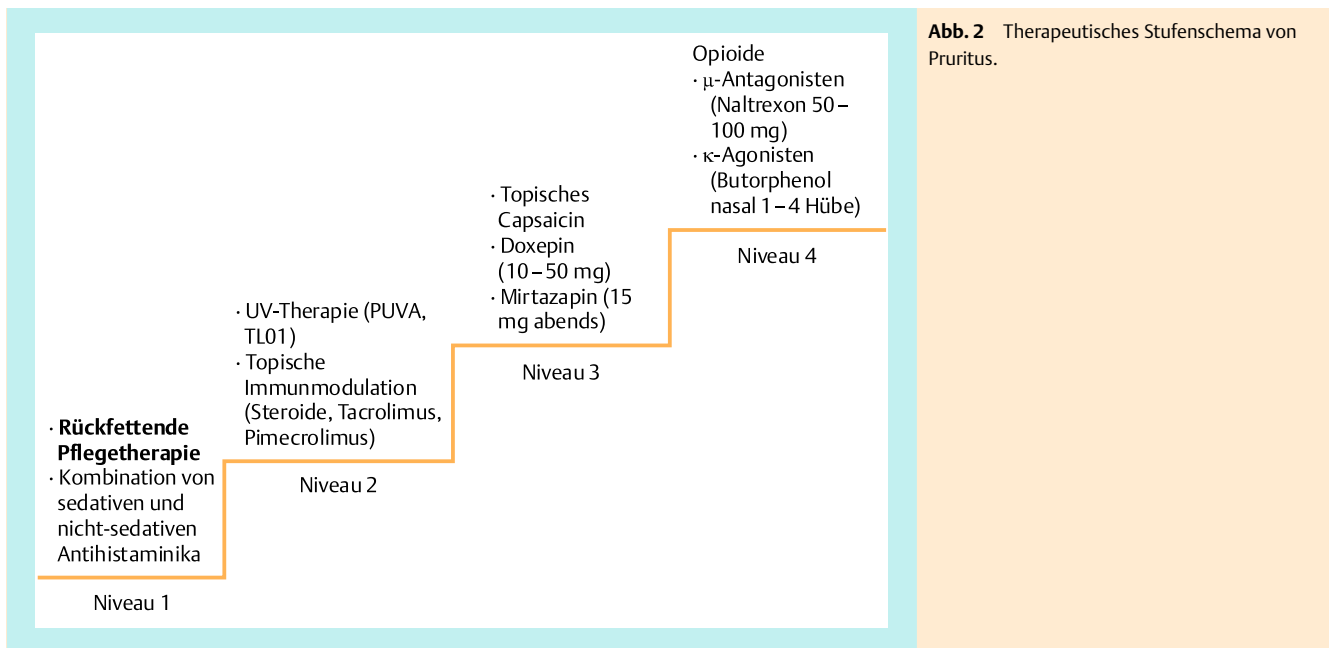 Abb. 2 Therapeutisches Stufenschema von
Pruritus.
· Rückfettende
Pflegetherapie
· Kombination von
sedativen und
nicht-sedativen
Antihistaminika
Niveau 1
· UV-Therapie (PUVA,
TL01)
· Topische
Immunmodulation
(Steroide, Tacrolimus,
Pimecrolimus)
Niveau 2
· Topisches
Capsaicin
· Doxepin
(10–50 mg)
· Mirtazapin (15
mg abends)
Niveau 3
Opioide
· μ-Antagonisten
(Naltrexon 50–
100 mg)
· κ-Agonisten
(Butorphenol
nasal 1–4 Hübe)
Niveau 4